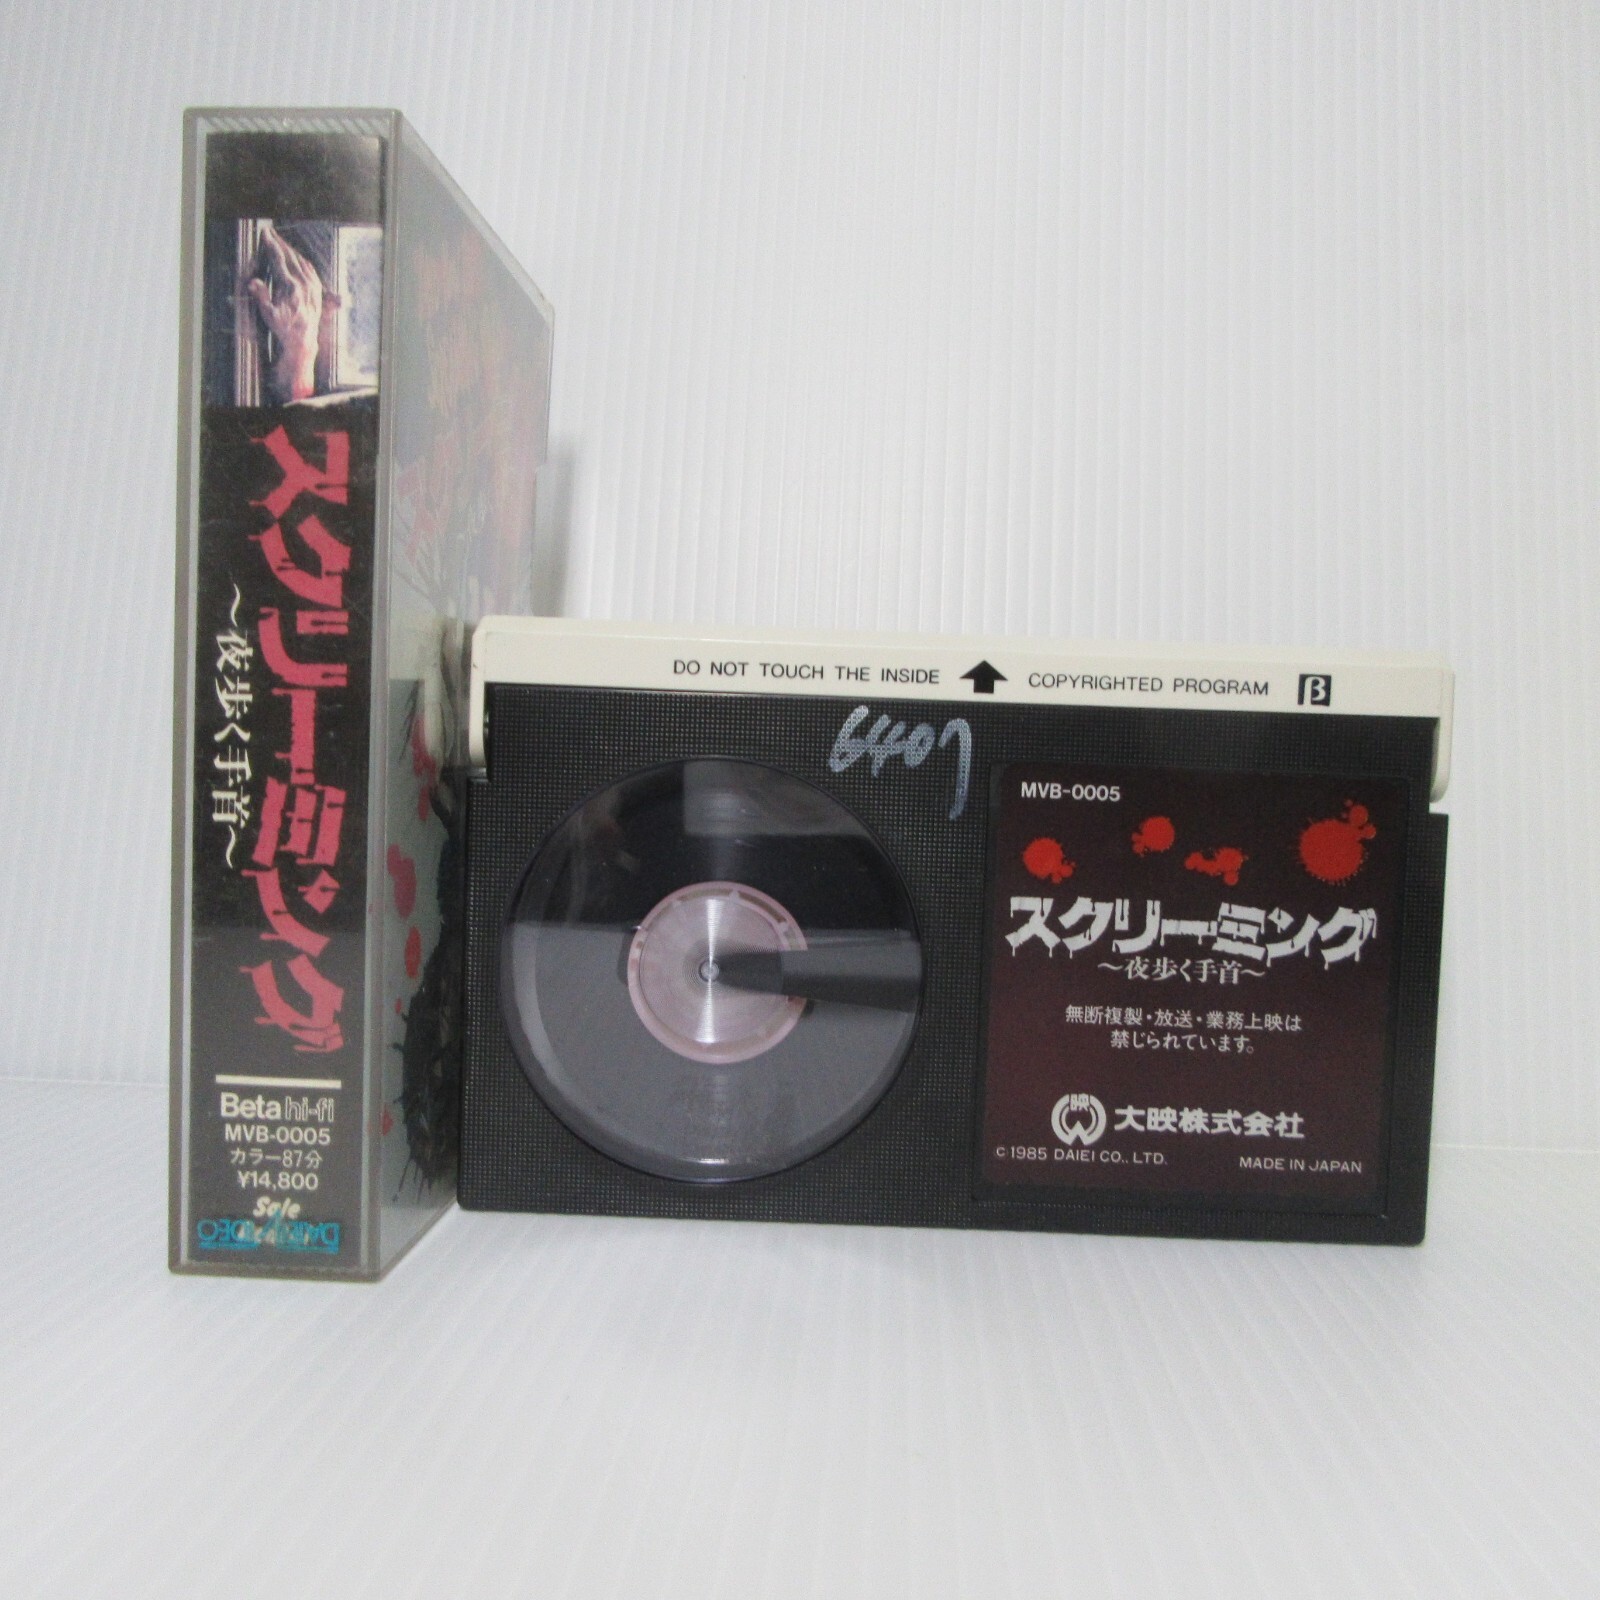 スクリーミング
～夜歩く手首～
Beta hi-fi
MVB-0005
カラー87分
¥14,800
Sale
DO NOT TOUCH THE INSIDE
COPYRIGHTED PROGRAM
β
6407
MVB-0005
スクリーミング
～夜歩く手首～
無断複製・放送・業務上映は
禁じられています。
映
大映株式会社
C 1985 DAIEI CO., LTD.
MADE IN JAPAN